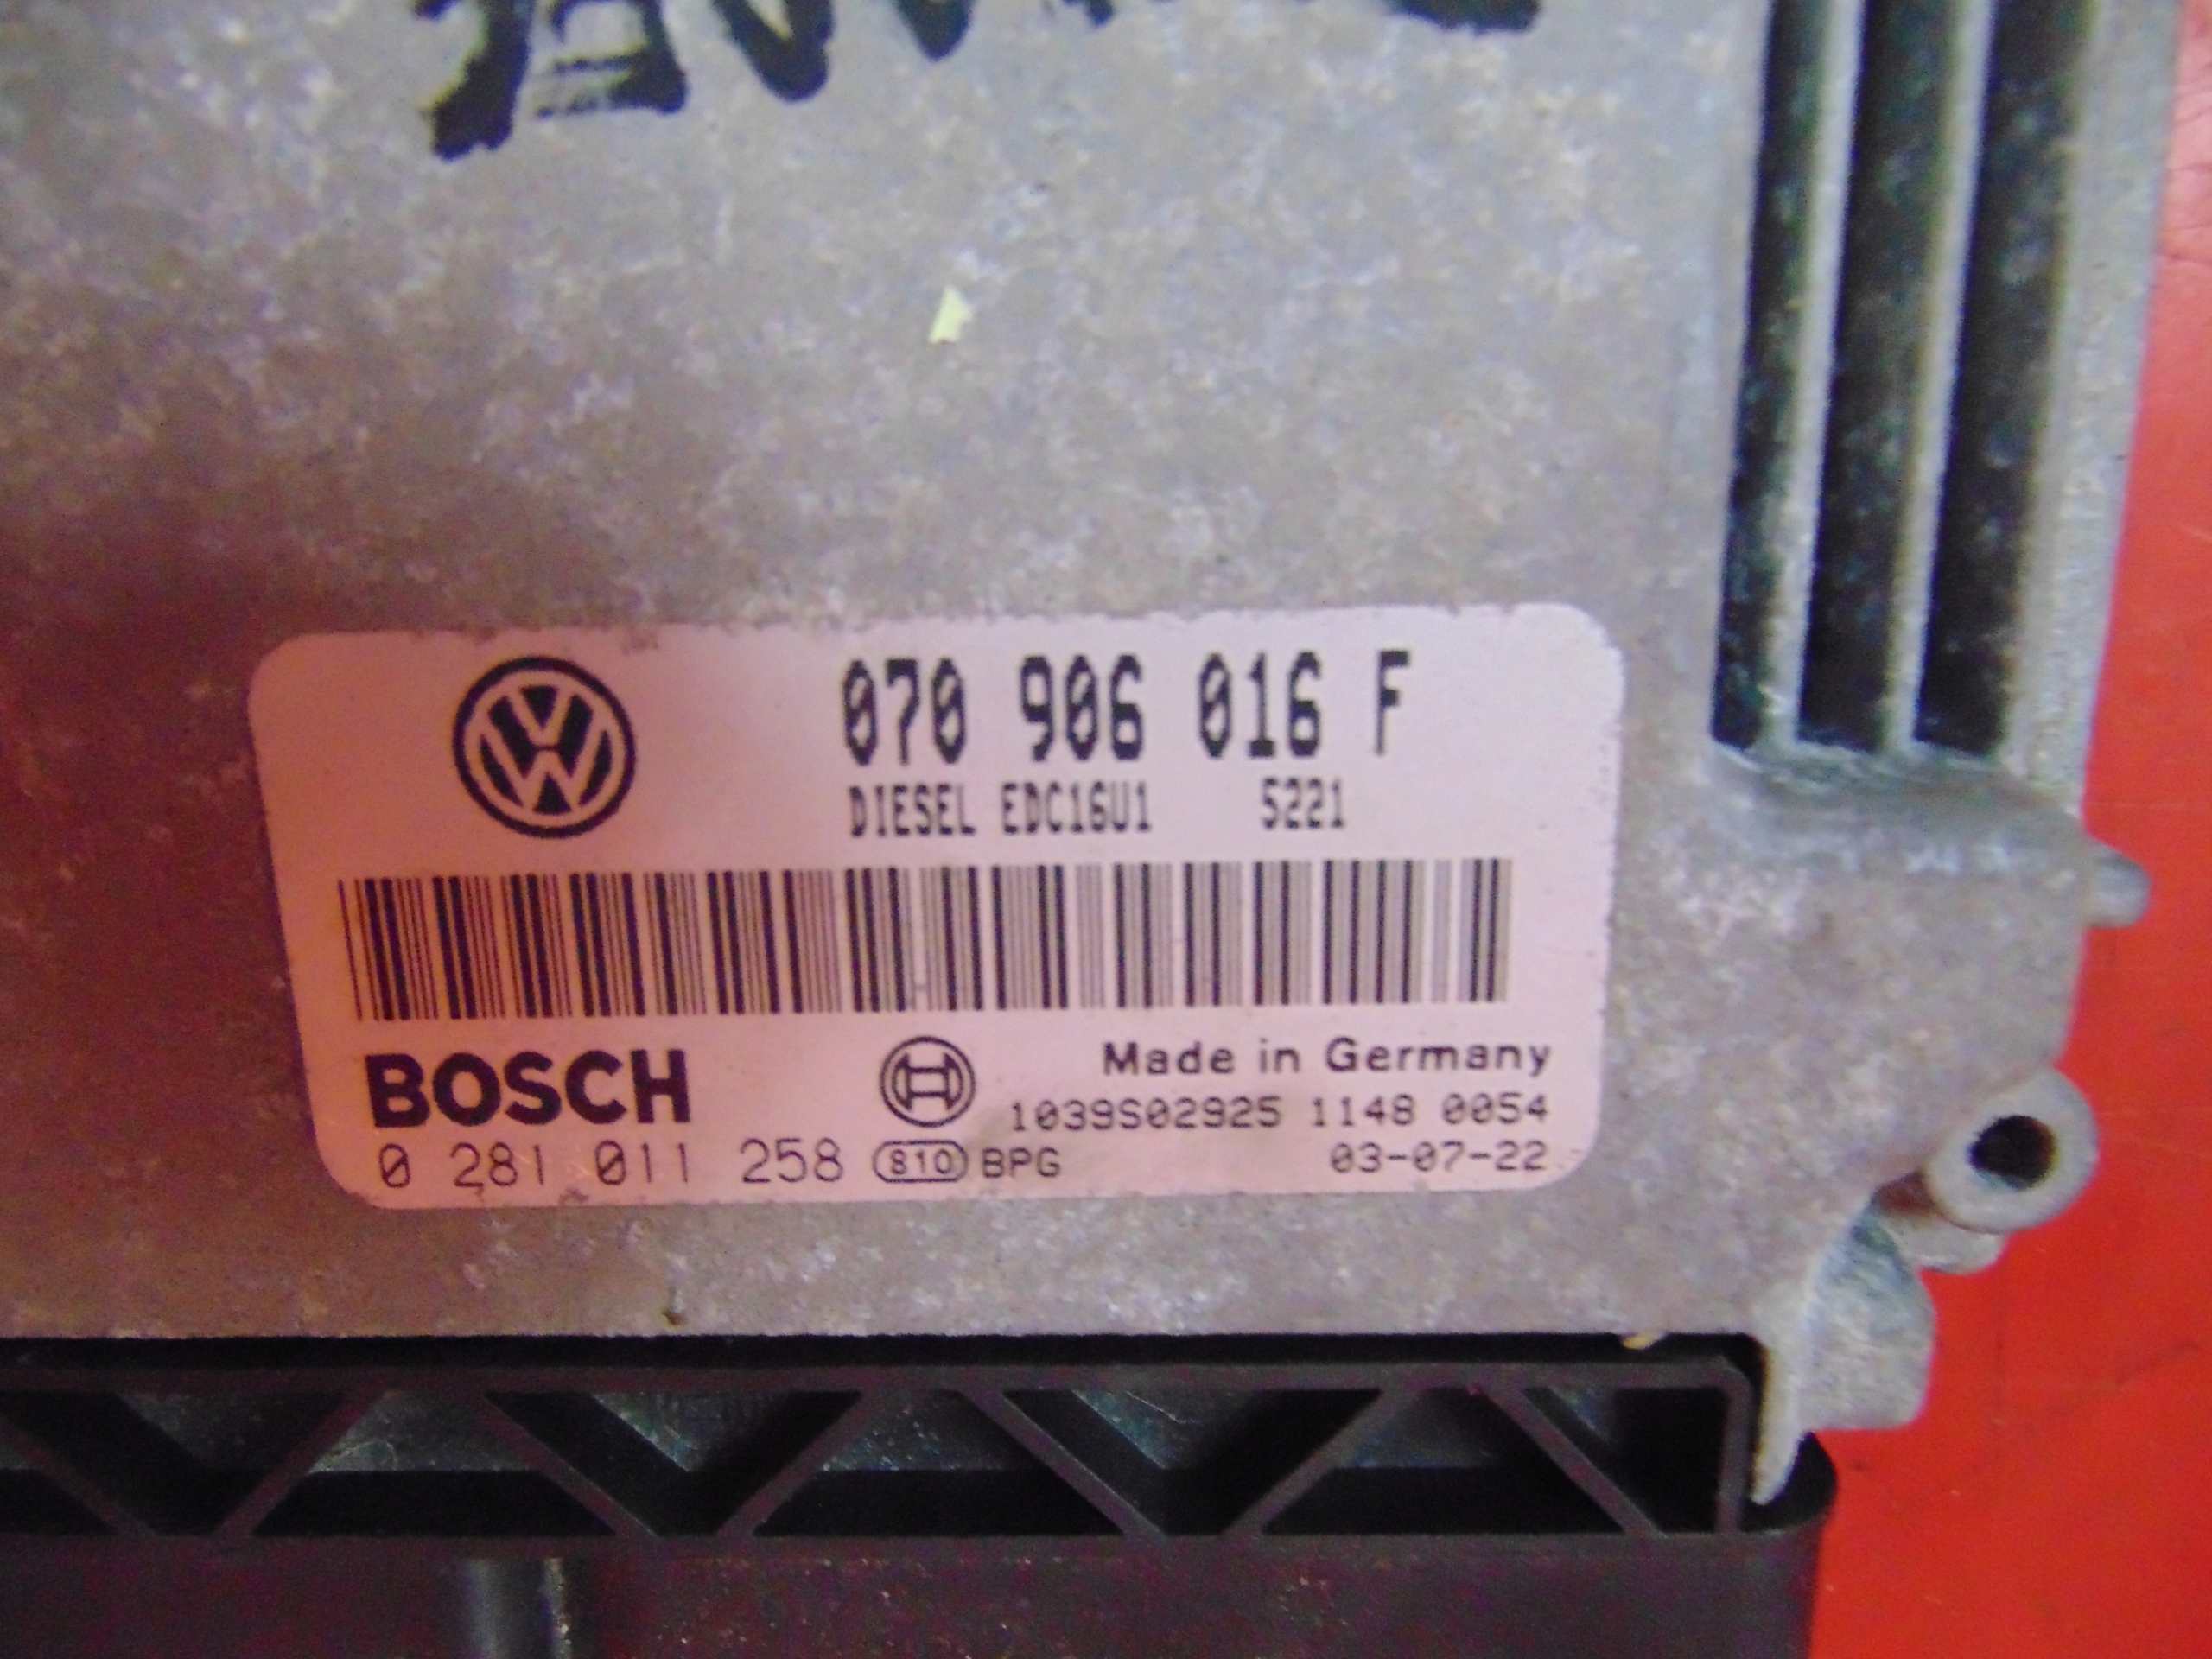 070 906 016 F
DIESEL EDC16U1 5221
BOSCH
Made in Germany
1039S02925 1148 0054
0 281 011 258 810 BPG 03-07-22